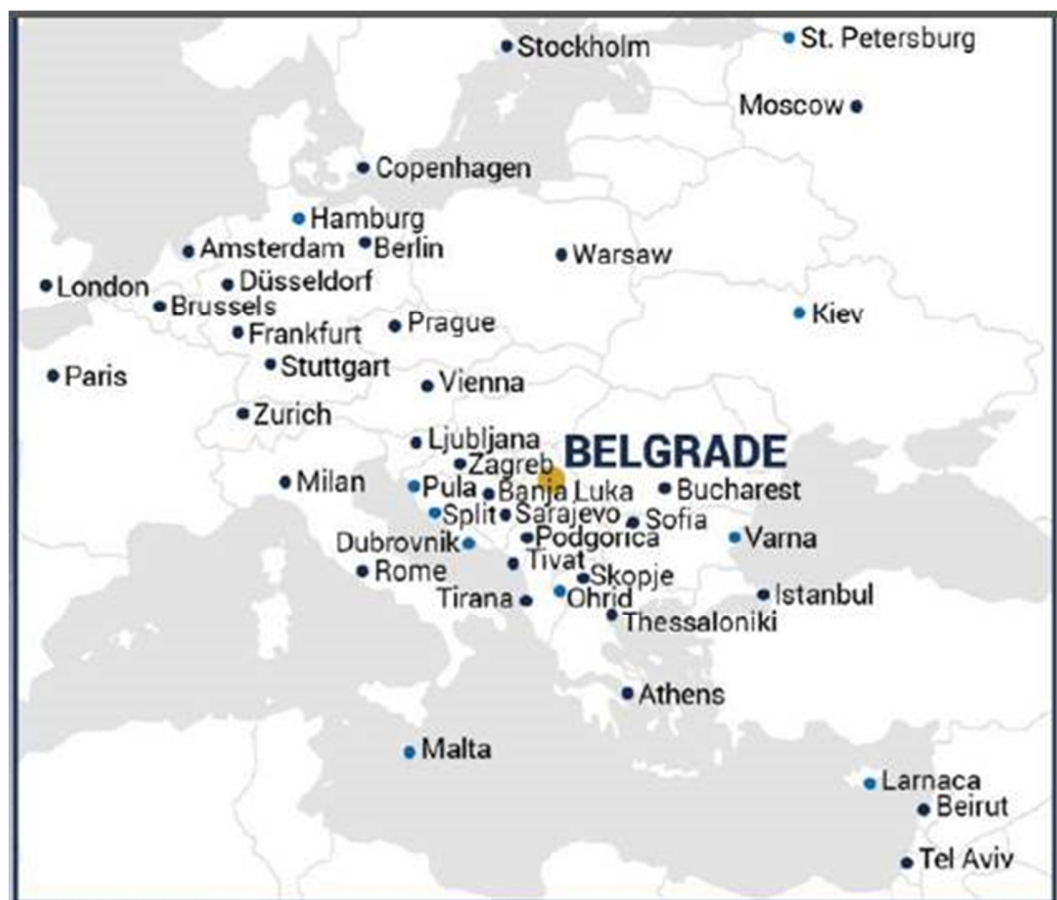 Stockholm
St. Petersburg
Moscow
Copenhagen
Hamburg
Amsterdam
Berlin
Warsaw
London
Düsseldorf
Brussels
Kiev
Frankfurt
Prague
Stuttgart
Paris
Vienna
Zurich
Ljubljana
BELGRADE
Zagreb
Milan
Pula
Banja Luka
Bucharest
Split
Sarajevo
Sofia
Dubrovnik
Podgorica
Varna
Tivat
Rome
Skopje
Tirana
Ohrid
Istanbul
Thessaloniki
Athens
Malta
Larnaca
Beirut
Tel Aviv